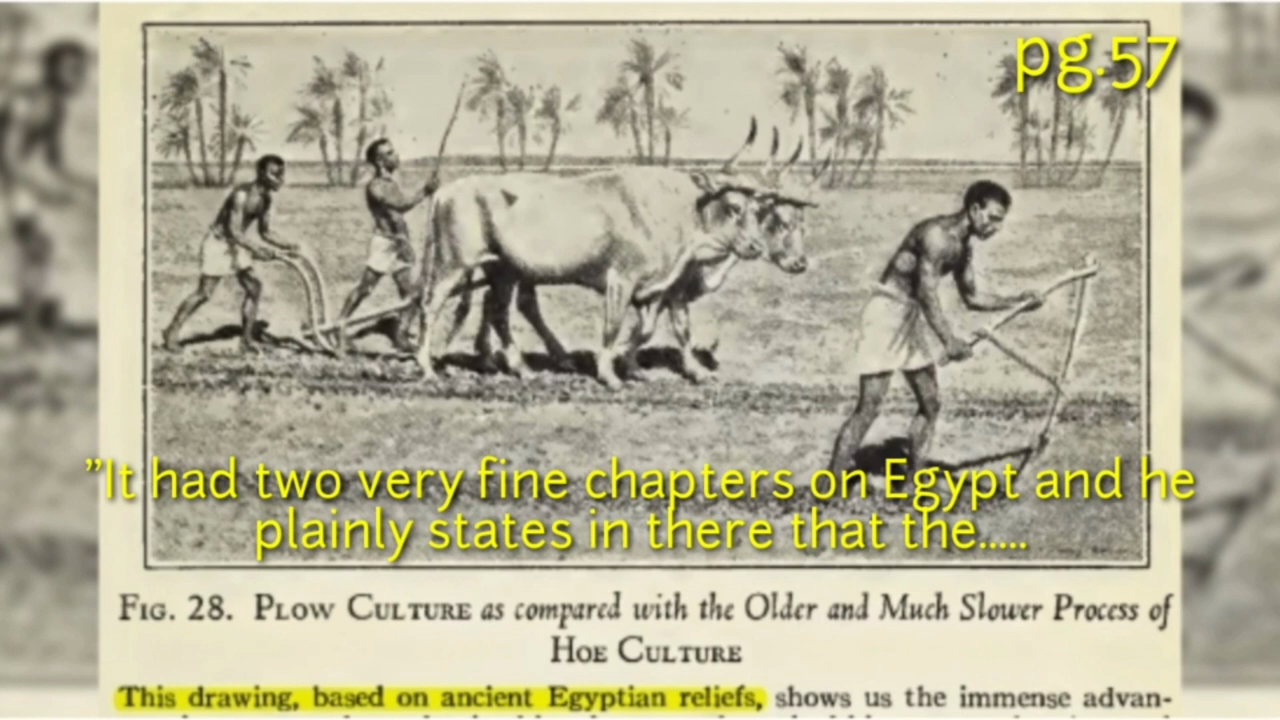 pg.57
"It had two very fine chapters on Egypt and he
plainly states in there that the.....
FIG. 28. PLOW CULTURE as compared with the Older and Much Slower Process of
HOE CULTURE
This drawing, based on ancient Egyptian reliefs, shows us the immense advan-